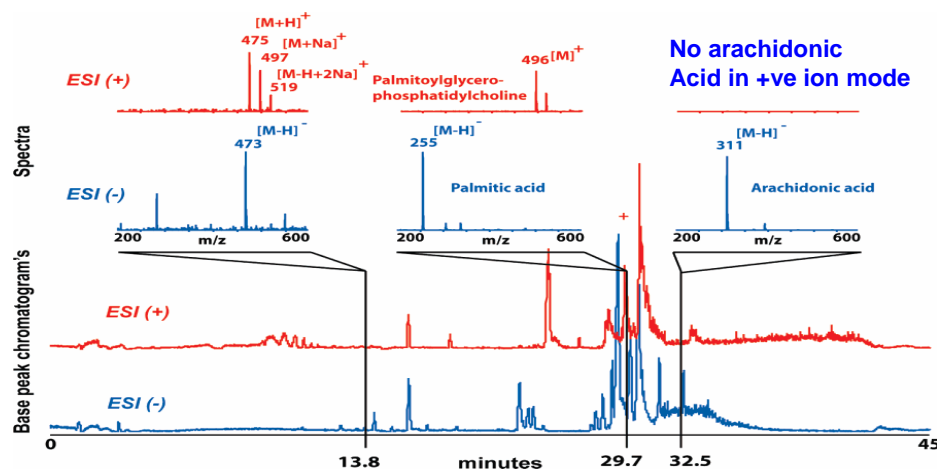 [M+H]+
475 [M+Na]+
497
[M-H+2Na]+
519
ESI (+)
Palmitoylglycero-
phosphatidylcholine
496 [M]+
No arachidonic
Acid in +ve ion mode
Spectra
[M-H]-
473
ESI (-)
[M-H]-
255
Palmitic acid
[M-H]-
311
Arachidonic acid
200 m/z 600
200 m/z 600
200 m/z 600
+
Base peak chromatogram's
ESI (+)
ESI (-)
0 13.8 minutes 29.7 32.5 45